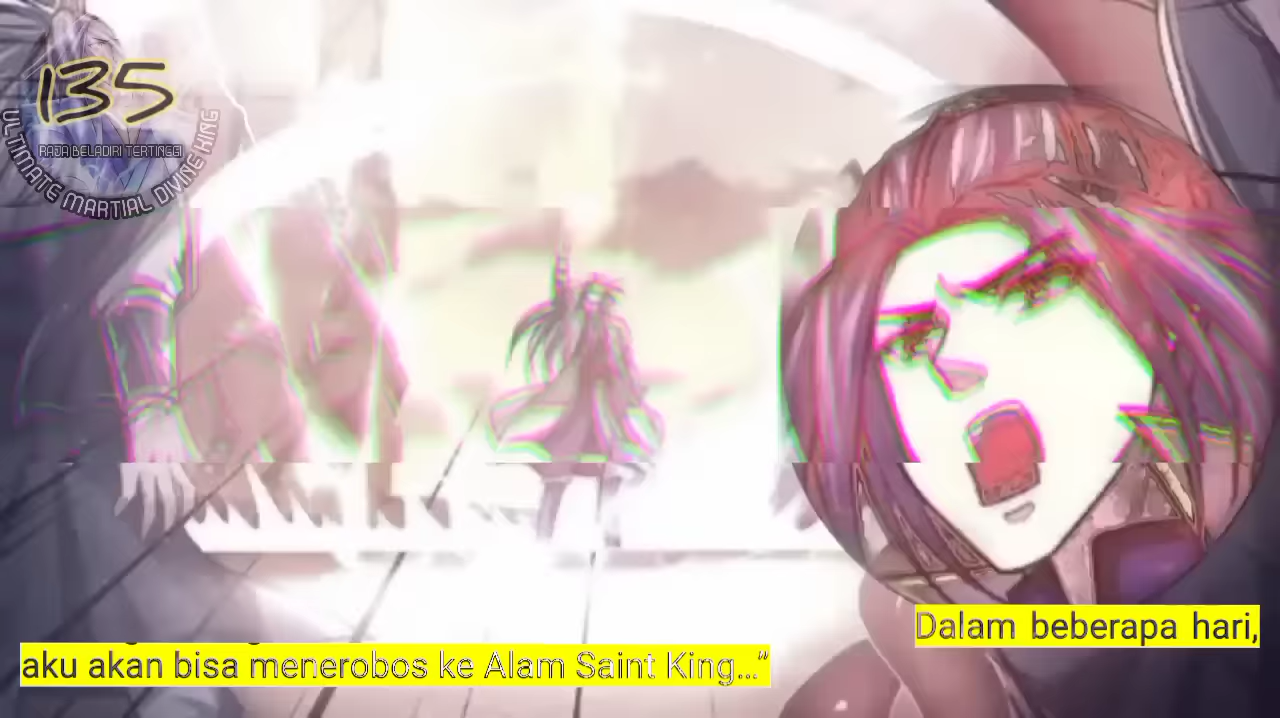 135
RAJA BELADIRI TERTINGGI
ULTIMATE MARTIAL DIVINE KING
Dalam beberapa hari,
aku akan bisa menerobos ke Alam Saint King..."